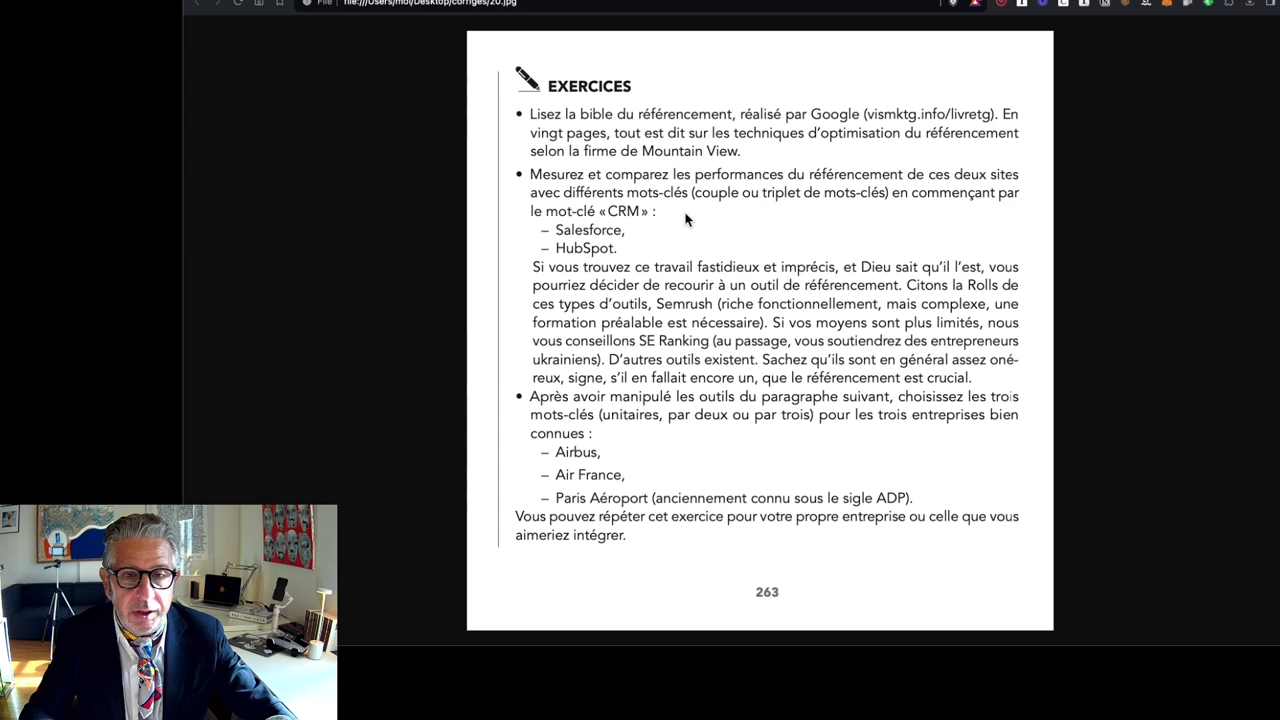 File
file:///Users/moi/Desktop/corriges/20.jpg
EXERCICES
• Lisez la bible du référencement, réalisé par Google (vismktg.info/livretg). En
vingt pages, tout est dit sur les techniques d’optimisation du référencement
selon la firme de Mountain View.
• Mesurez et comparez les performances du référencement de ces deux sites
avec différents mots-clés (couple ou triplet de mots-clés) en commençant par
le mot-clé « CRM » :
– Salesforce,
– HubSpot.
Si vous trouvez ce travail fastidieux et imprécis, et Dieu sait qu’il l’est, vous
pourriez décider de recourir à un outil de référencement. Citons la Rolls de
ces types d’outils, Semrush (riche fonctionnellement, mais complexe, une
formation préalable est nécessaire). Si vos moyens sont plus limités, nous
vous conseillons SE Ranking (au passage, vous soutiendrez des entrepreneurs
ukrainiens). D’autres outils existent. Sachez qu’ils sont en général assez oné-
reux, signe, s’il en fallait encore un, que le référencement est crucial.
• Après avoir manipulé les outils du paragraphe suivant, choisissez les trois
mots-clés (unitaires, par deux ou par trois) pour les trois entreprises bien
connues :
– Airbus,
– Air France,
– Paris Aéroport (anciennement connu sous le sigle ADP).
Vous pouvez répéter cet exercice pour votre propre entreprise ou celle que vous
aimeriez intégrer.
263